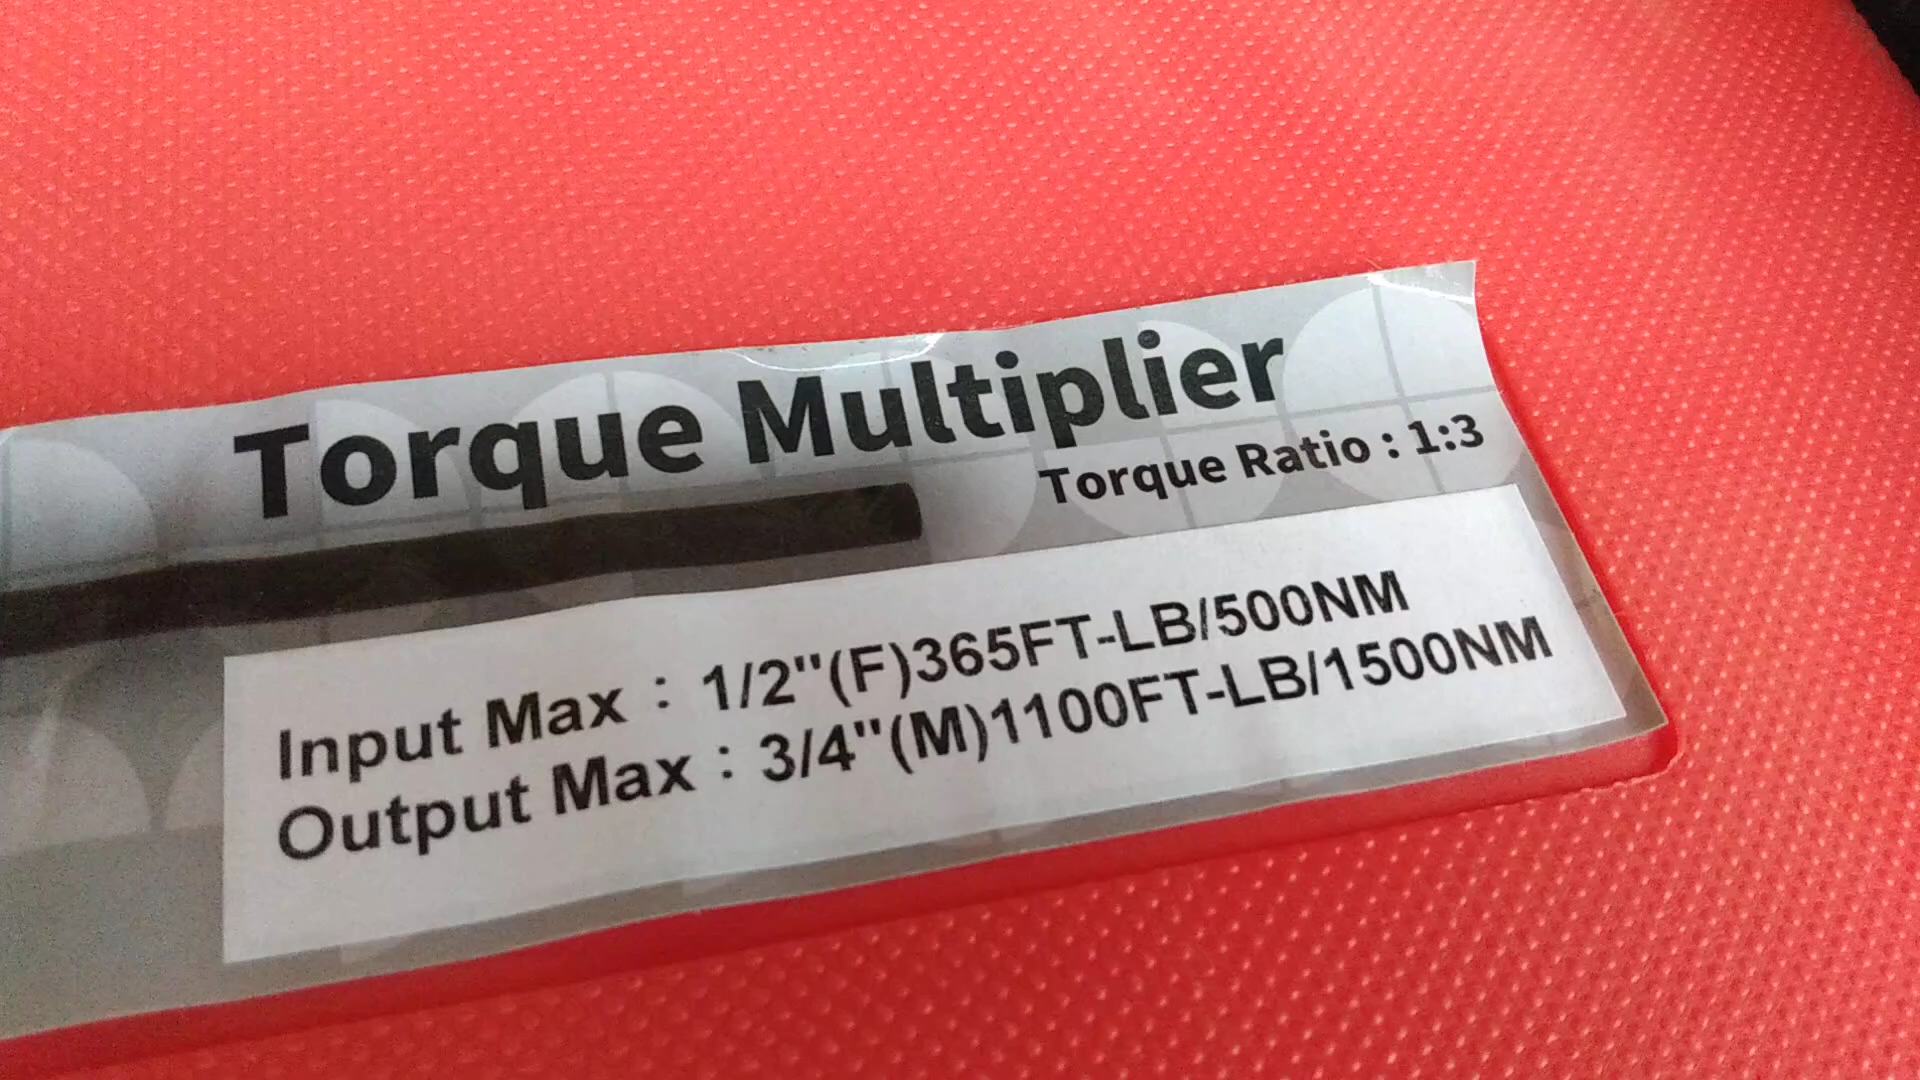 Torque Multiplier
Torque Ratio : 1:3
Input Max : 1/2"(F)365FT-LB/500NM
Output Max : 3/4"(M)1100FT-LB/1500NM